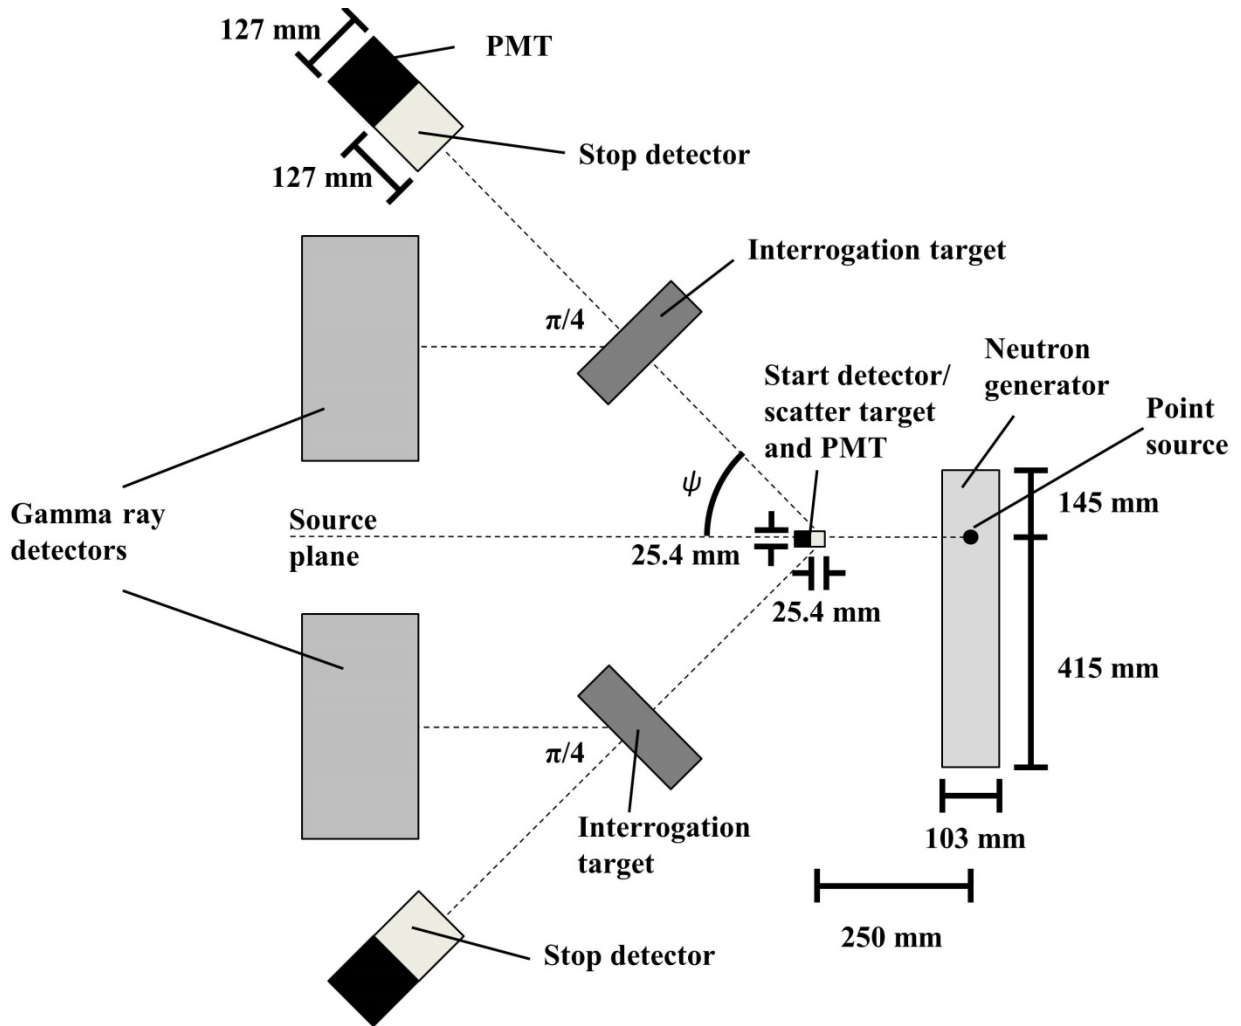 127 mm
PMT
Stop detector
127 mm
Interrogation target
π/4
Neutron
generator
Start detector/
scatter target
and PMT
Point
source
ψ
145 mm
Gamma ray
detectors
Source
plane
25.4 mm
25.4 mm
415 mm
π/4
Interrogation
target
103 mm
250 mm
Stop detector